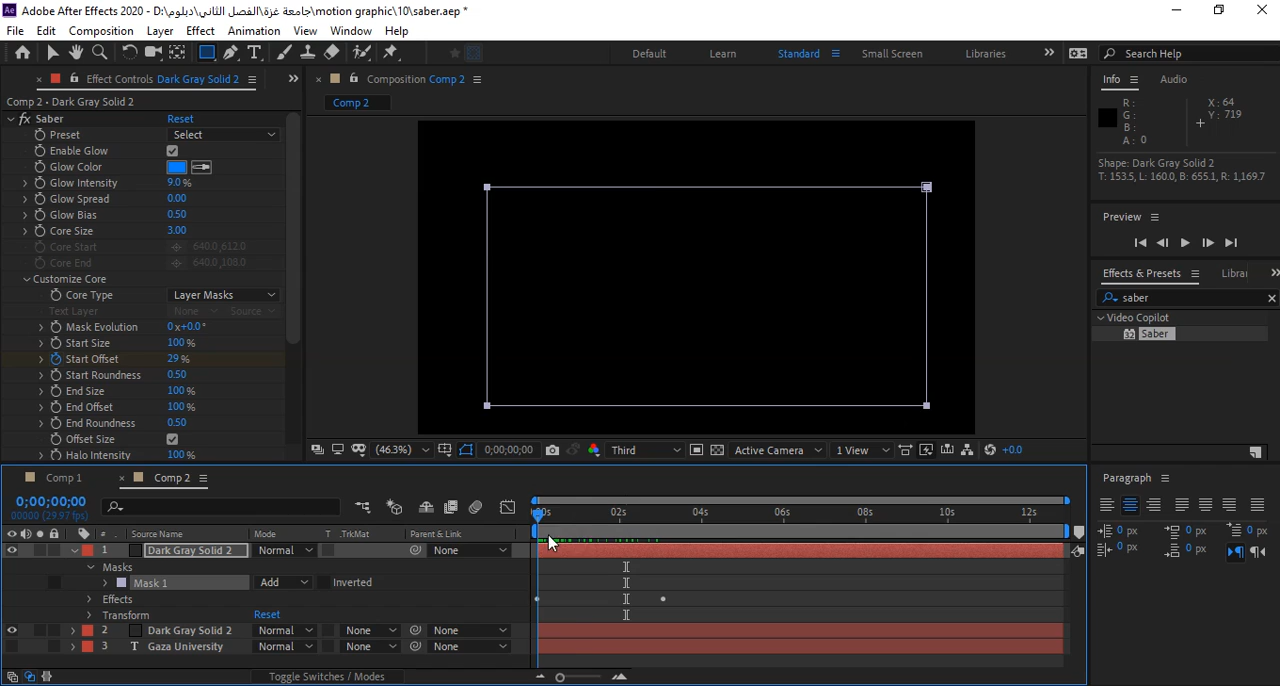 Adobe After Effects 2020 - D:\جامعة غزة\الفصل الثاني\دبلوم\motion graphic\10\saber.aep *
File Edit Composition Layer Effect Animation View Window Help
Default Learn Standard Small Screen Libraries Search Help
Effect Controls Dark Gray Solid 2
Composition Comp 2
Info Audio
Comp 2 • Dark Gray Solid 2
Comp 2
fx Saber Reset
Preset Select
Enable Glow
Glow Color
Glow Intensity 9.0 %
Glow Spread 0.00
Glow Bias 0.50
Core Size 3.00
Core Start 640.0,612.0
Core End 640.0,108.0
Customize Core
Core Type Layer Masks
Text Layer None Source
Mask Evolution 0x+0.0°
Start Size 100 %
Start Offset 29 %
Start Roundness 0.50
End Size 100 %
End Offset 100 %
End Roundness 0.50
Offset Size
Halo Intensity 100 %
R:
G:
B:
A: 0
X: 64
Y: 719
Shape: Dark Gray Solid 2
T: 153.5, L: 160.0, B: 655.1, R: 1,169.7
Preview
Effects & Presets Librai
saber
Video Copilot
32 Saber
(46.3%) 0;00;00;00 Third Active Camera 1 View +0.0
Comp 1 Comp 2
0;00;00;00
00000 (29.97 fps)
00s 02s 04s 06s 08s 10s 12s
# . Source Name Mode T .TrkMat Parent & Link
1 Dark Gray Solid 2 Normal None
Masks
Mask 1 Add Inverted
Effects
Transform Reset
2 Dark Gray Solid 2 Normal None None
3 T Gaza University Normal None None
Toggle Switches / Modes
Paragraph
0 px 0 px 0 px
0 px 0 px